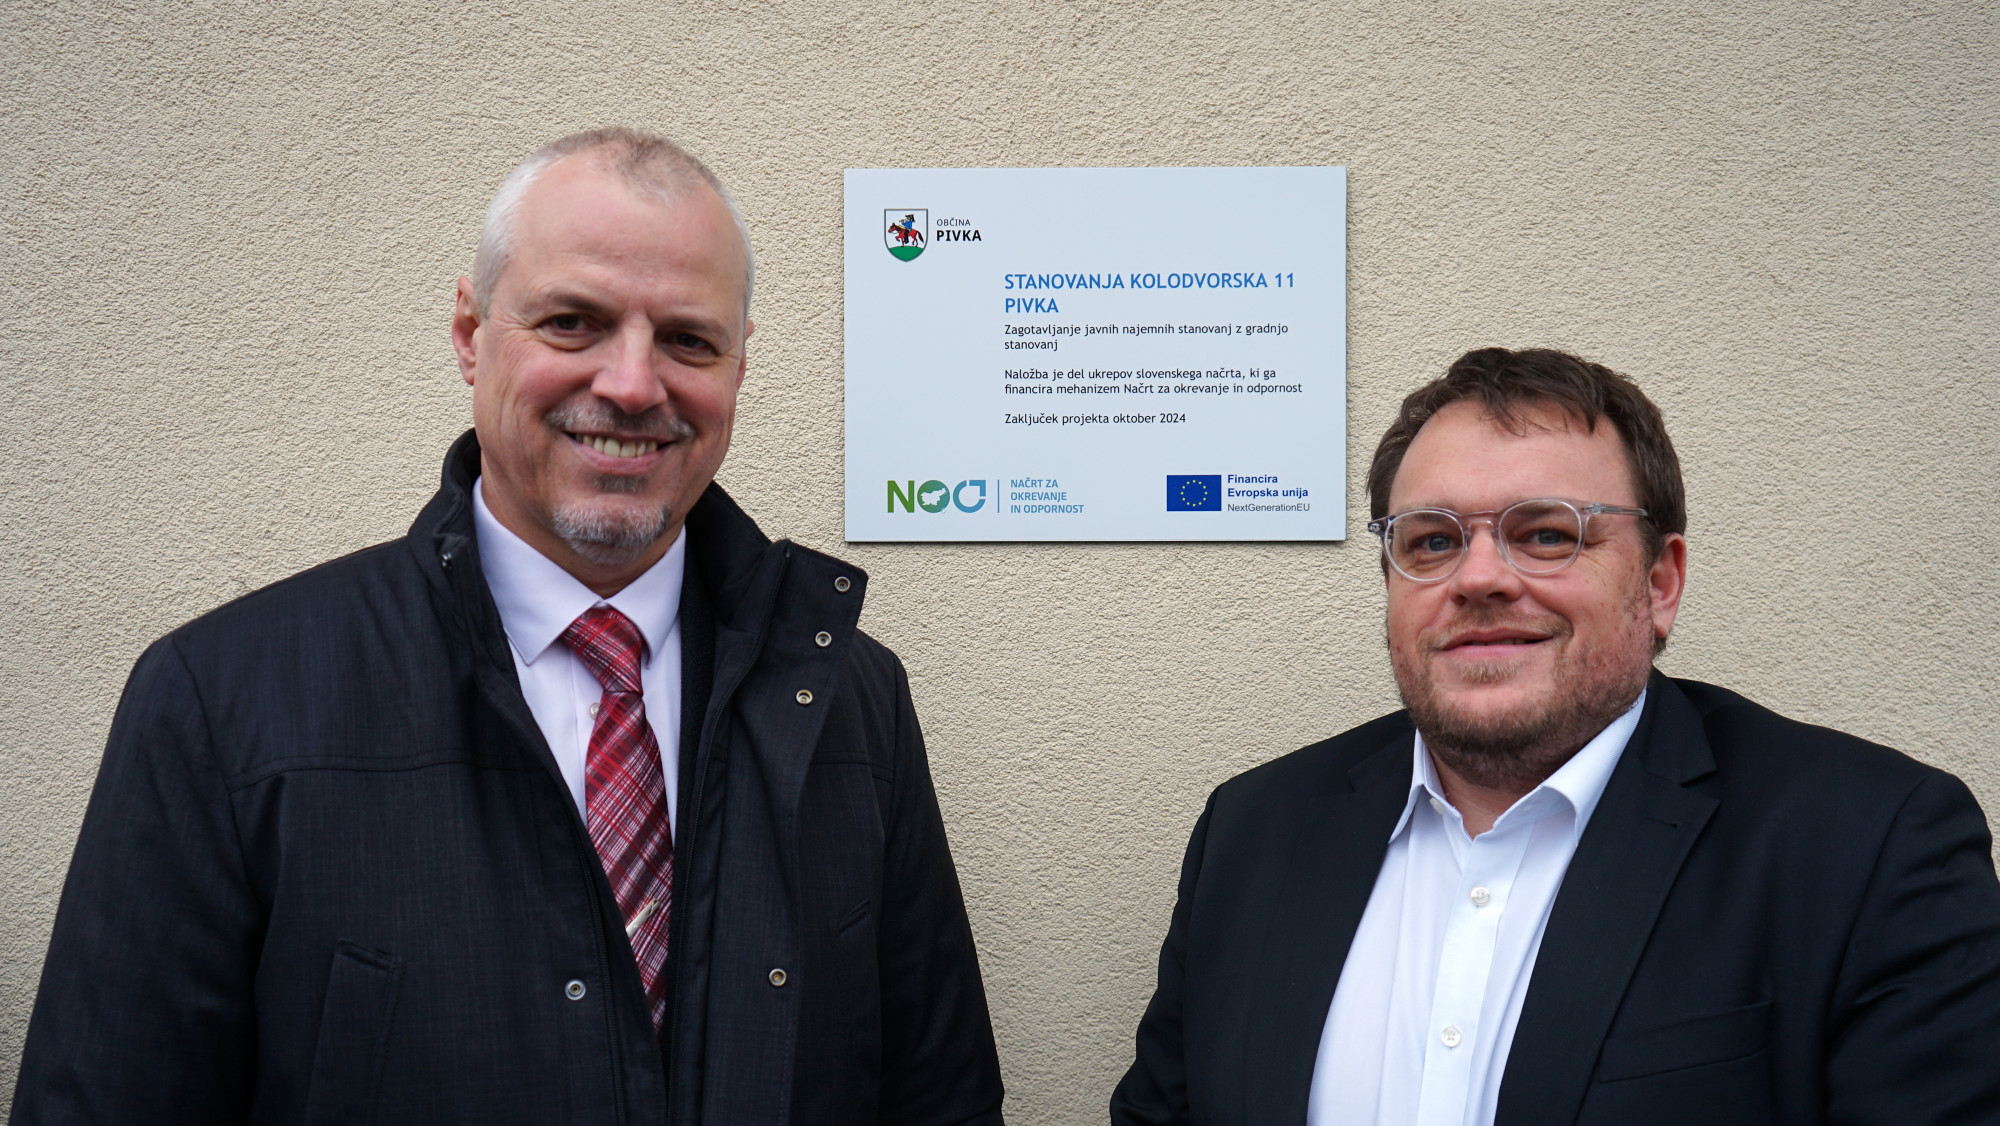 OBČINA
PIVKA
STANOVANJA KOLODVORSKA 11
PIVKA
Zagotavljanje javnih najemnih stanovanj z gradnjo
stanovanj
Naložba je del ukrepov slovenskega načrta, ki ga
financira mehanizem Načrt za okrevanje in odpornost
Zaključek projekta oktober 2024
NOO
NAČRT ZA
OKREVANJE
IN ODPORNOST
Financira
Evropska unija
NextGenerationEU